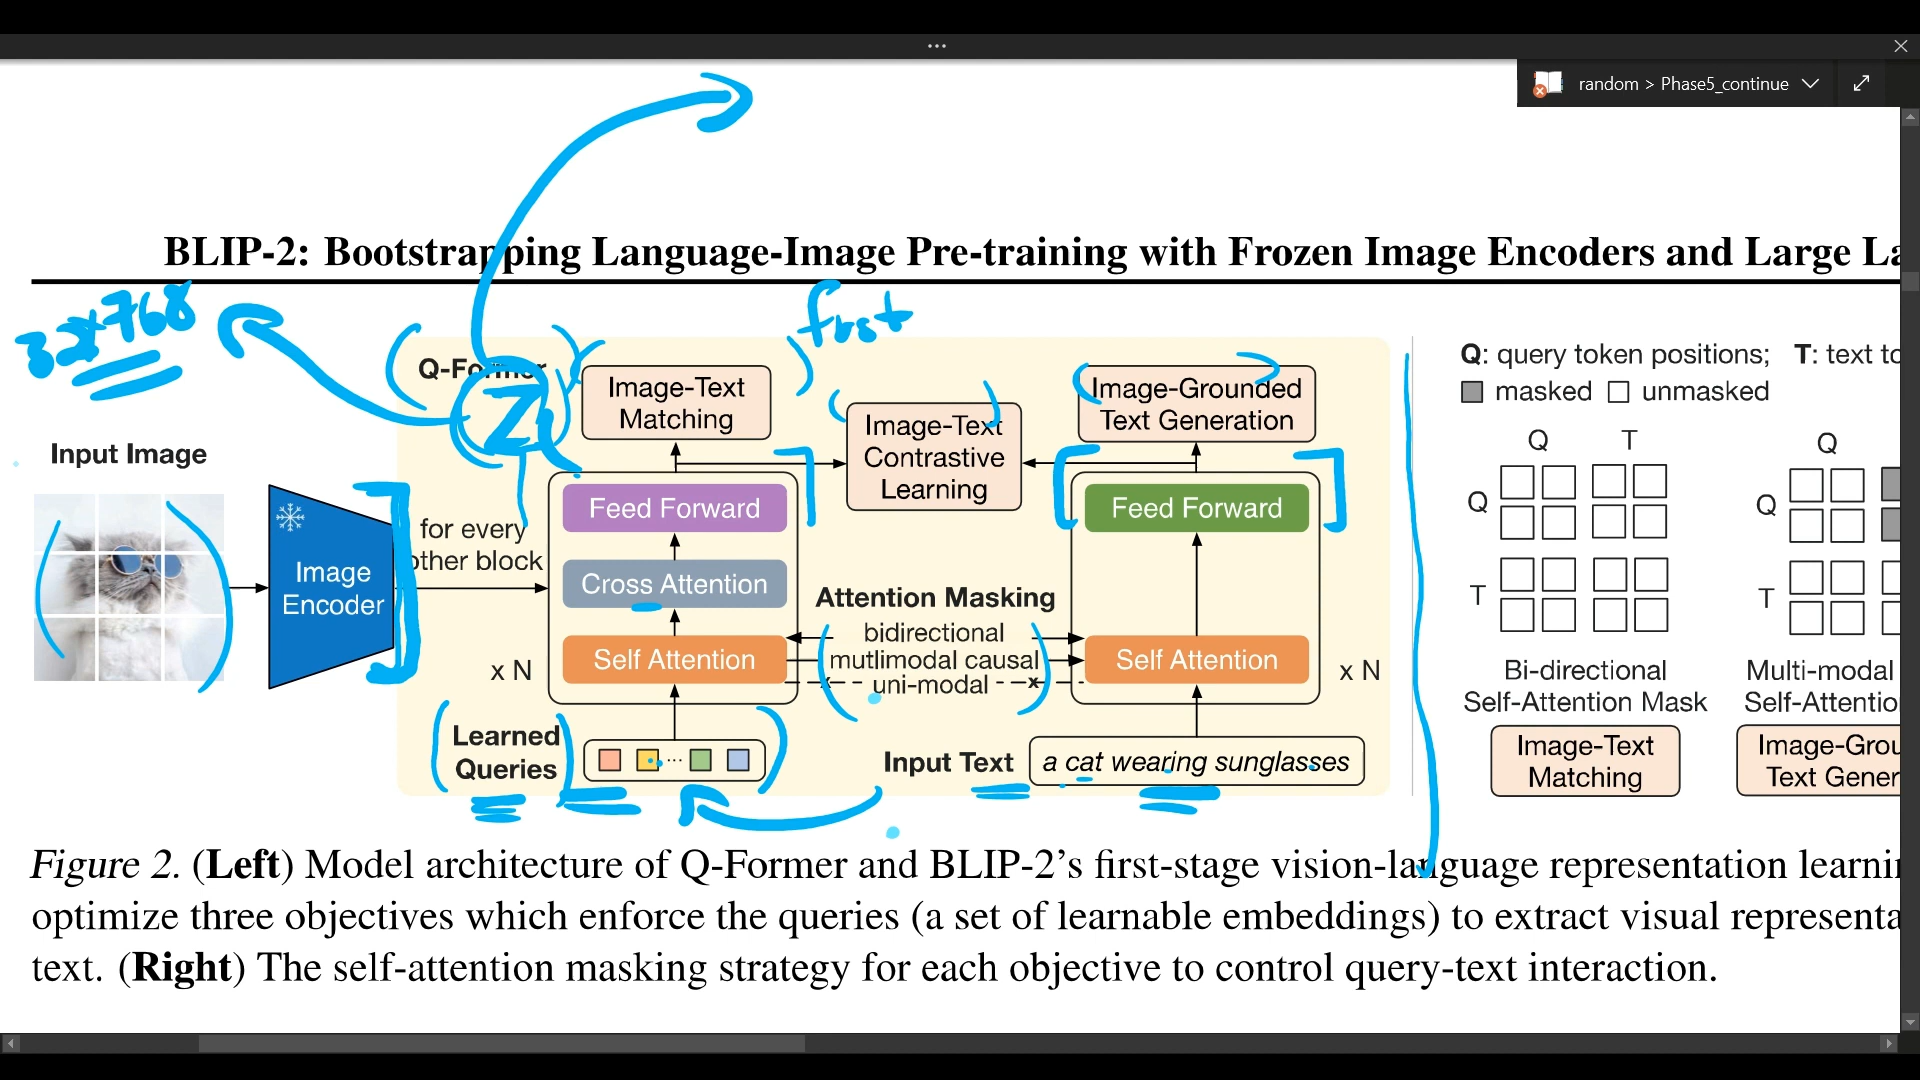 random > Phase5_continue
BLIP-2: Bootstrapping Language-Image Pre-training with Frozen Image Encoders and Large La
32x768
frst
Q-Former
Z
Image-Text
Matching
Image-Text
Contrastive
Learning
Image-Grounded
Text Generation
Input Image
Image
Encoder
for every
other block
Feed Forward
Cross Attention
Self Attention
x N
Attention Masking
bidirectional
mutlimodal causal
uni-modal
Feed Forward
Self Attention
x N
Learned
Queries
...
Input Text
a cat wearing sunglasses
Q: query token positions; T: text to
masked unmasked
Q T
Q
T
Bi-directional
Self-Attention Mask
Image-Text
Matching
Q
Q
T
Multi-modal
Self-Attentio
Image-Grou
Text Gener
Figure 2. (Left) Model architecture of Q-Former and BLIP-2's first-stage vision-language representation learni
optimize three objectives which enforce the queries (a set of learnable embeddings) to extract visual representa
text. (Right) The self-attention masking strategy for each objective to control query-text interaction.